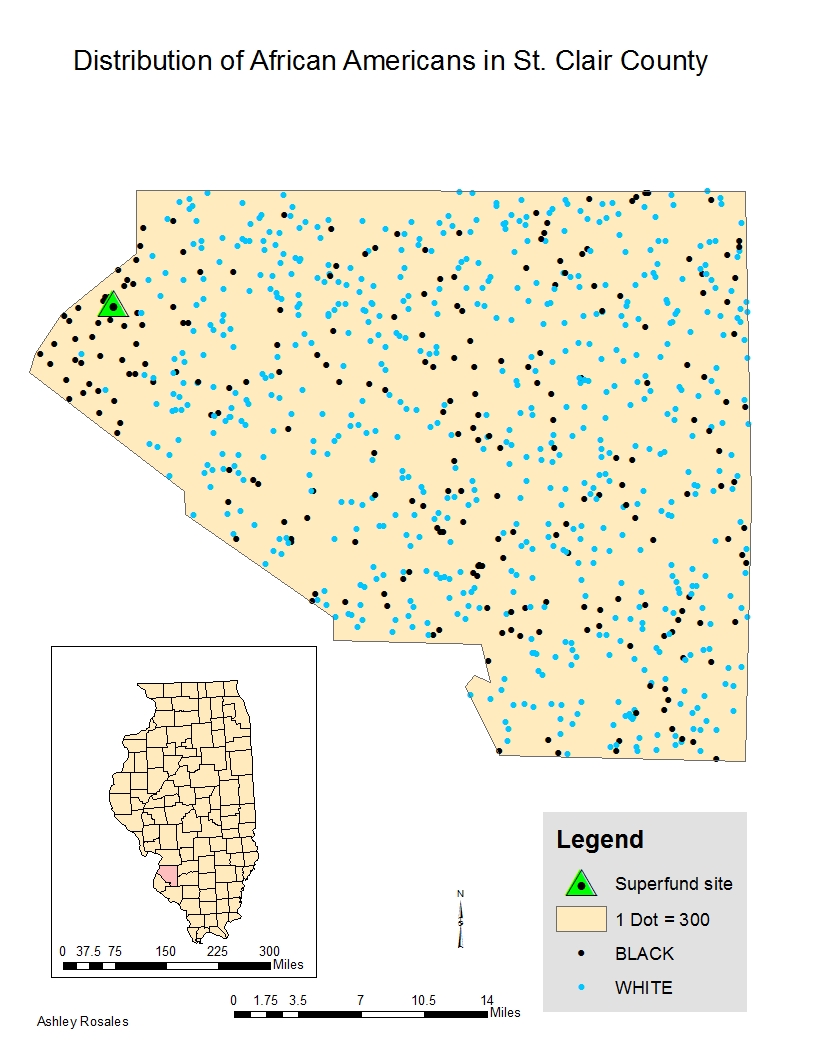 Distribution of African Americans in St. Clair County
0 37.5 75 150 225 300
Miles
N
S
Legend
Superfund site
1 Dot = 300
BLACK
WHITE
0 1.75 3.5 7 10.5 14
Miles
Ashley Rosales